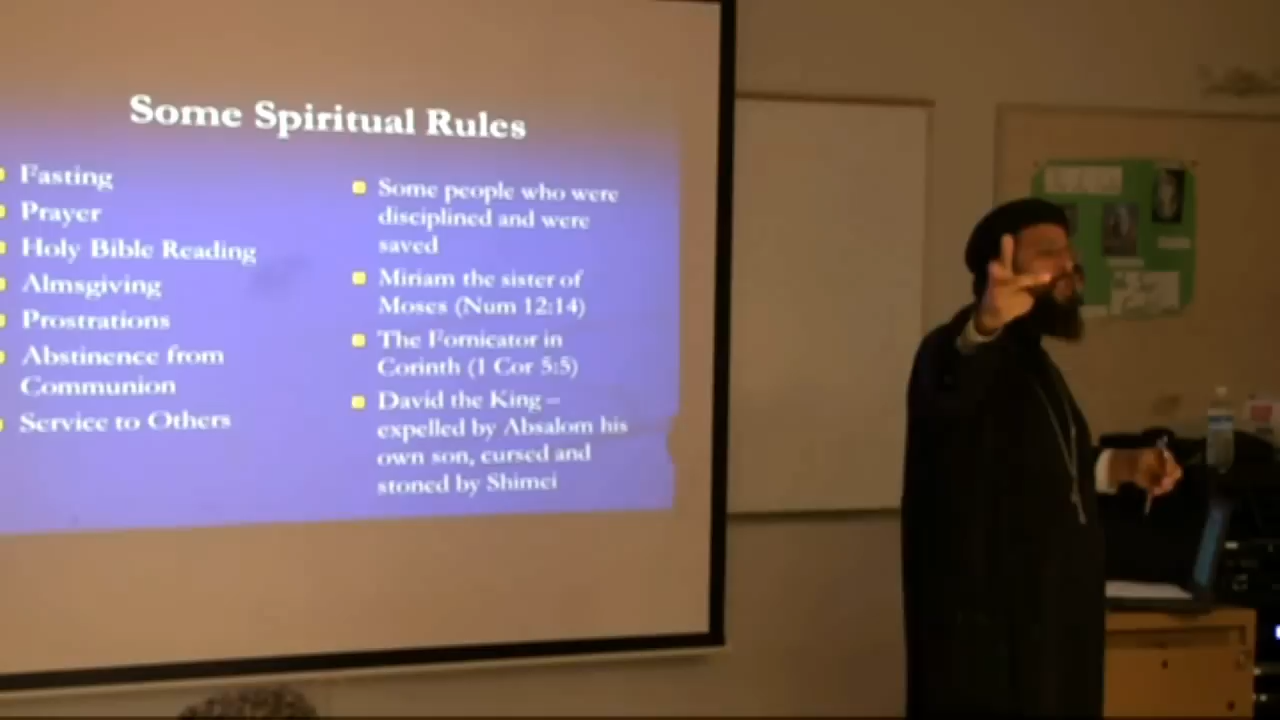 Some Spiritual Rules
Fasting
Prayer
Holy Bible Reading
Almsgiving
Prostrations
Abstinence from
Communion
Service to Others
Some people who were
disciplined and were
saved
Miriam the sister of
Moses (Num 12:14)
The Fornicator in
Corinth (1 Cor 5:5)
David the King –
expelled by Absalom his
own son, cursed and
stoned by Shimei